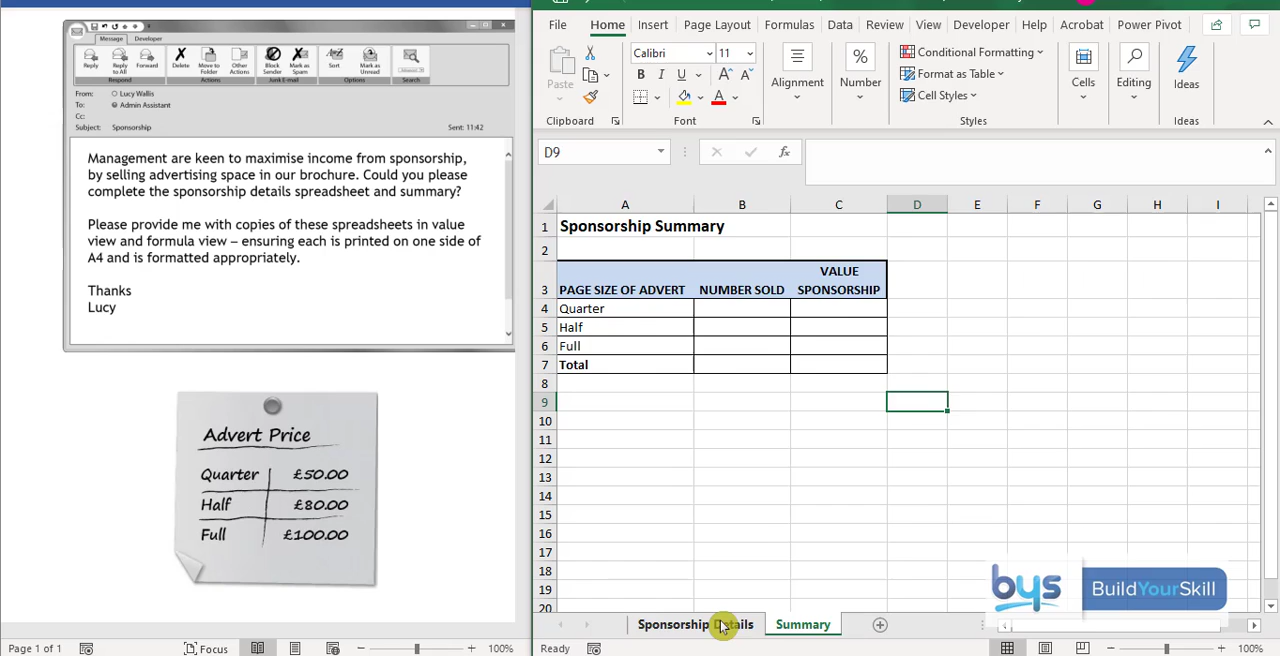 Message Developer
Reply Reply to All Forward Delete Move to Folder Other Actions Block Sender Mark as Spam Sort Mark as Unread
Respond Actions Junk E-mail Options Search
From: Lucy Wallis
To: Admin Assistant
Cc:
Subject: Sponsorship Sent: 11:42
Management are keen to maximise income from sponsorship,
by selling advertising space in our brochure. Could you please
complete the sponsorship details spreadsheet and summary?
Please provide me with copies of these spreadsheets in value
view and formula view – ensuring each is printed on one side of
A4 and is formatted appropriately.
Thanks
Lucy
Advert Price
Quarter £50.00
Half £80.00
Full £100.00
Page 1 of 1 Focus 100%
File Home Insert Page Layout Formulas Data Review View Developer Help Acrobat Power Pivot
Paste Calibri 11 Alignment Number Conditional Formatting Cells Editing Ideas
B I U A A Format as Table
A Cell Styles
Clipboard Font Styles Ideas
D9 fx
A B C D E F G H I
1 Sponsorship Summary
2
VALUE
3 PAGE SIZE OF ADVERT NUMBER SOLD SPONSORSHIP
4 Quarter
5 Half
6 Full
7 Total
8
9
10
11
12
13
14
15
16
17
18
19
20
bys BuildYourSkill
Sponsorship Details Summary
Ready 100%